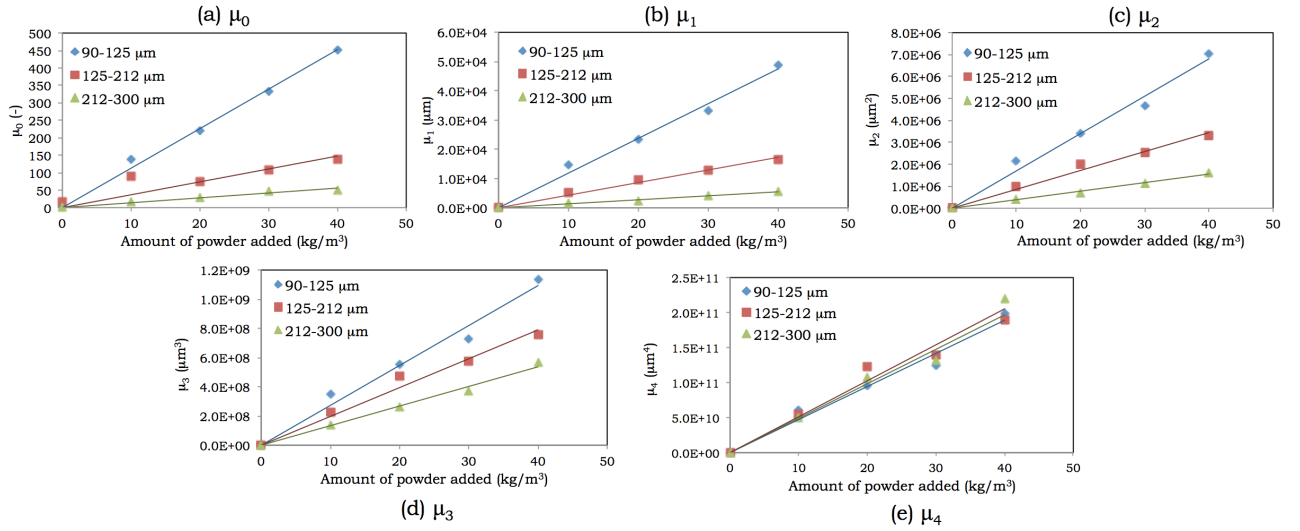 (a) μ₀
500
450
400
350
300
250
200
150
100
50
0
μ₀ (-)
90-125 μm
125-212 μm
212-300 μm
0 10 20 30 40 50
Amount of powder added (kg/m³)
(b) μ₁
6.0E+04
5.0E+04
4.0E+04
3.0E+04
2.0E+04
1.0E+04
0.0E+00
μ₁ (μm)
90-125 μm
125-212 μm
212-300 μm
0 10 20 30 40 50
Amount of powder added (kg/m³)
(c) μ₂
8.0E+06
7.0E+06
6.0E+06
5.0E+06
4.0E+06
3.0E+06
2.0E+06
1.0E+06
0.0E+00
μ₂ (μm²)
90-125 μm
125-212 μm
212-300 μm
0 10 20 30 40 50
Amount of powder added (kg/m³)
1.2E+09
1.0E+09
8.0E+08
6.0E+08
4.0E+08
2.0E+08
0.0E+00
μ₃ (μm³)
90-125 μm
125-212 μm
212-300 μm
0 10 20 30 40 50
Amount of powder added (kg/m³)
(d) μ₃
2.5E+11
2.0E+11
1.5E+11
1.0E+11
5.0E+10
0.0E+00
μ₄ (μm⁴)
90-125 μm
125-212 μm
212-300 μm
0 10 20 30 40 50
Amount of powder added (kg/m³)
(e) μ₄